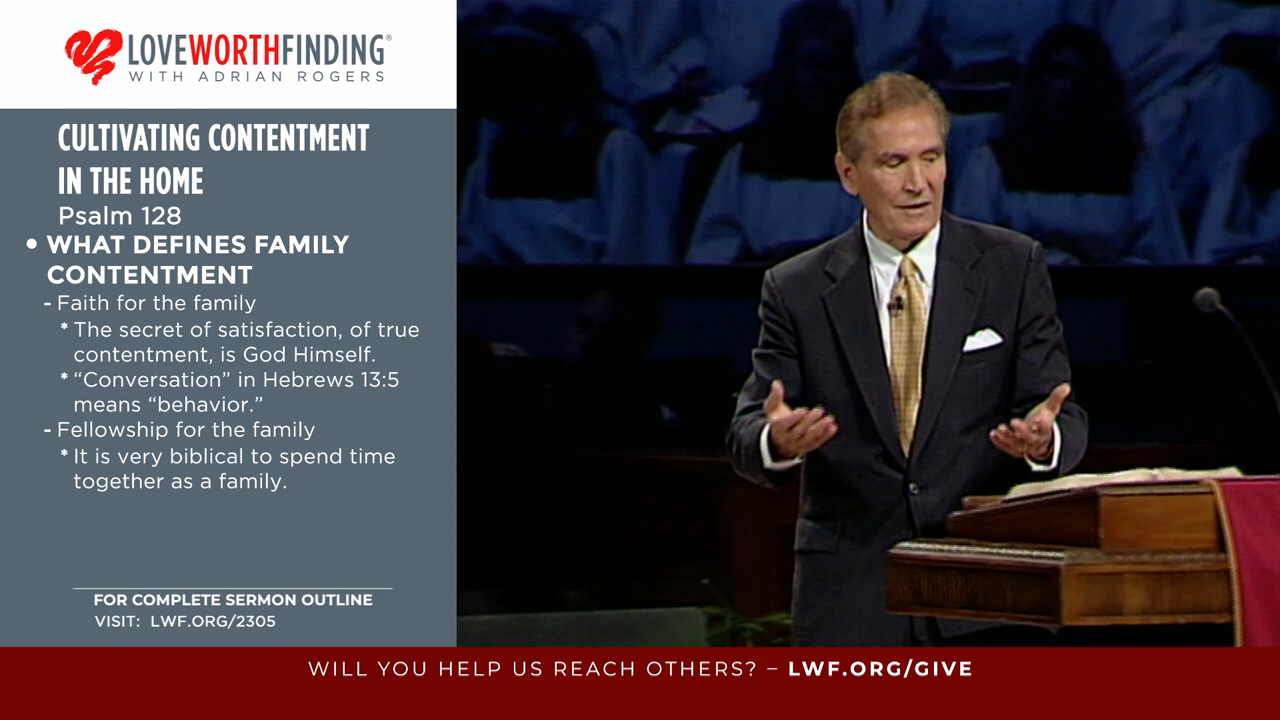 LOVEWORTHFINDING®
WITH ADRIAN ROGERS
CULTIVATING CONTENTMENT
IN THE HOME
Psalm 128
• WHAT DEFINES FAMILY
CONTENTMENT
- Faith for the family
* The secret of satisfaction, of true
contentment, is God Himself.
* “Conversation” in Hebrews 13:5
means “behavior.”
- Fellowship for the family
* It is very biblical to spend time
together as a family.
FOR COMPLETE SERMON OUTLINE
VISIT: LWF.ORG/2305
WILL YOU HELP US REACH OTHERS? – LWF.ORG/GIVE